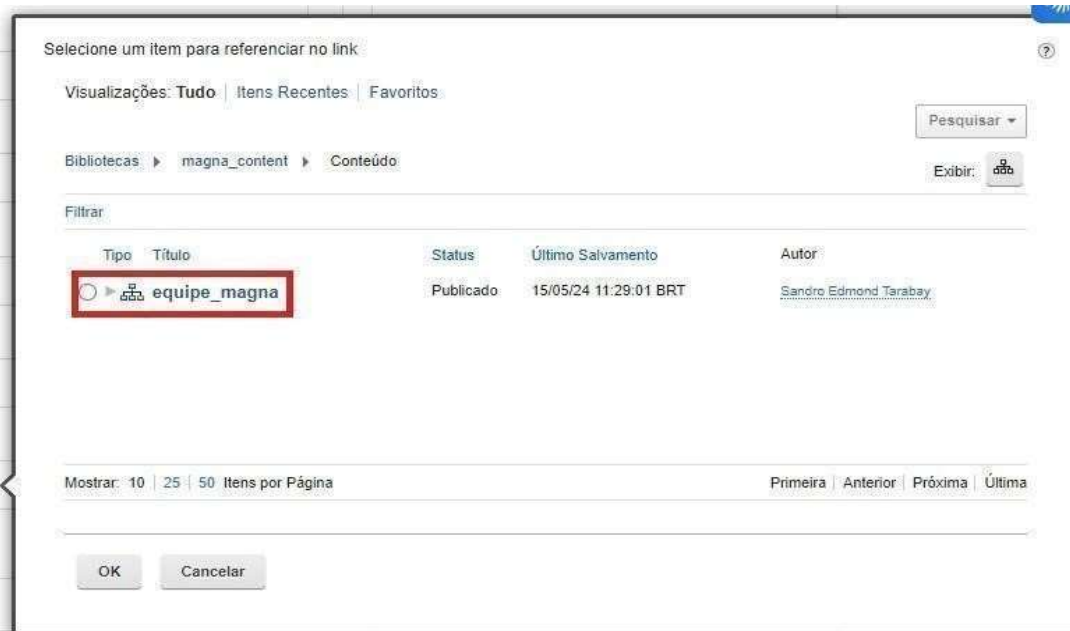 Selecione um item para referenciar no link
Visualizações: Tudo | Itens Recentes | Favoritos
Pesquisar
Bibliotecas magna_content Conteúdo
Exibir:
Filtrar
Tipo Título Status Último Salvamento Autor
equipe_magna Publicado 15/05/24 11:29:01 BRT Sandro Edmond Tarabay
Mostrar: 10 | 25 | 50 Itens por Página Primeira | Anterior | Próxima | Última
OK Cancelar